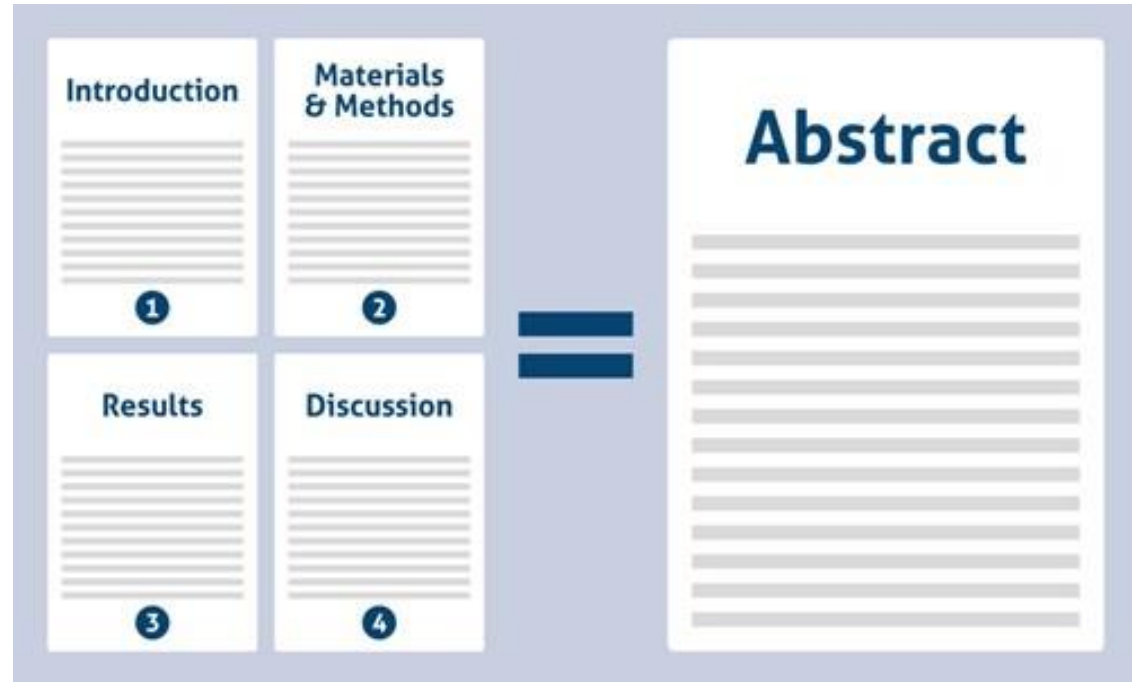 Introduction
1
Materials
& Methods
2
Results
3
Discussion
4
Abstract